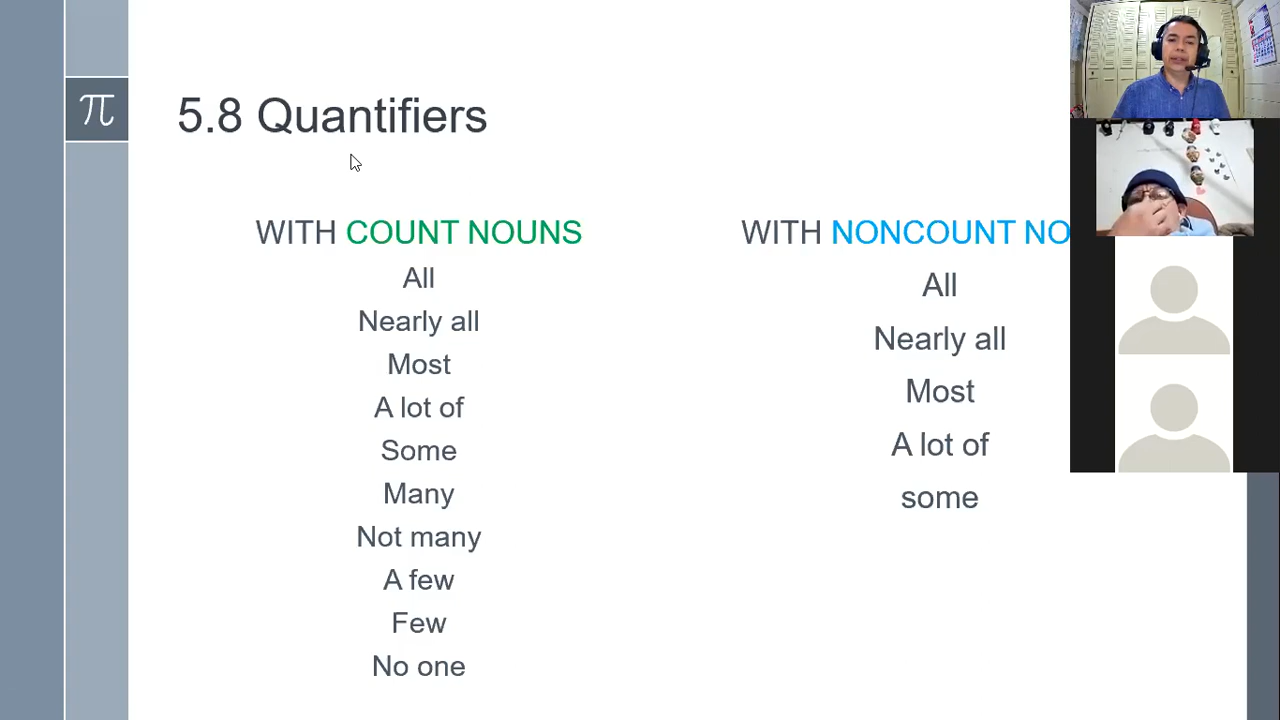 π
5.8 Quantifiers
WITH COUNT NOUNS
All
Nearly all
Most
A lot of
Some
Many
Not many
A few
Few
No one
WITH NONCOUNT NO
All
Nearly all
Most
A lot of
some